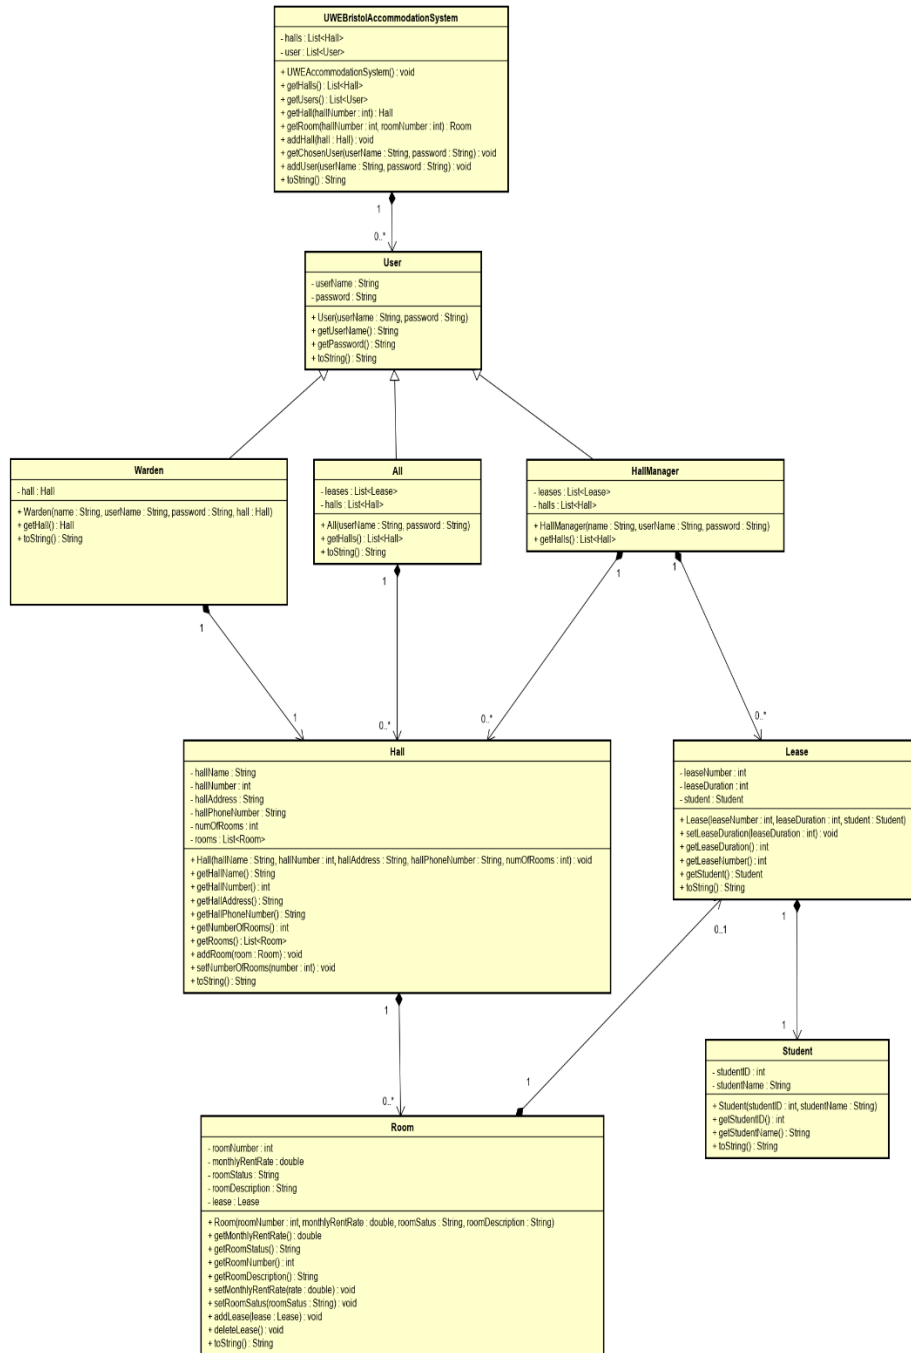 UWEBristolAccommodationSystem
- halls : List<Hall>
- user : List<User>
+ UWEAccommodationSystem() : void
+ getHalls() : List<Hall>
+ getUsers() : List<User>
+ getHall(hallNumber : int) : Hall
+ getRoom(hallNumber : int, roomNumber : int) : Room
+ addHall(hall : Hall) : void
+ getChosenUser(userName : String, password : String) : void
+ addUser(userName : String, password : String) : void
+ toString() : String
1
0..*
User
- userName : String
- password : String
+ User(userName : String, password : String)
+ getUserName() : String
+ getPassword() : String
+ toString() : String
Warden
- hall : Hall
+ Warden(name : String, userName : String, password : String, hall : Hall)
+ getHall() : Hall
+ toString() : String
All
- leases : List<Lease>
- halls : List<Hall>
+ All(userName : String, password : String)
+ getHalls() : List<Hall>
+ toString() : String
HallManager
- leases : List<Lease>
- halls : List<Hall>
+ HallManager(name : String, userName : String, password : String)
+ getHalls() : List<Hall>
1
1
1
1
1
0..*
0..*
0..*
Hall
- hallName : String
- hallNumber : int
- hallAddress : String
- hallPhoneNumber : String
- numOfRooms : int
- rooms : List<Room>
+ Hall(hallName : String, hallNumber : int, hallAddress : String, hallPhoneNumber : String, numOfRooms : int) : void
+ getHallName() : String
+ getHallNumber() : int
+ getHallAddress() : String
+ getHallPhoneNumber() : String
+ getNumberOfRooms() : int
+ getRooms() : List<Room>
+ addRoom(room : Room) : void
+ setNumberOfRooms(number : int) : void
+ toString() : String
Lease
- leaseNumber : int
- leaseDuration : int
- student : Student
+ Lease(leaseNumber : int, leaseDuration : int, student : Student)
+ setLeaseDuration(leaseDuration : int) : void
+ getLeaseDuration() : int
+ getLeaseNumber() : int
+ getStudent() : Student
+ toString() : String
0..1
1
1
1
1
0..*
Student
- studentID : int
- studentName : String
+ Student(studentID : int, studentName : String)
+ getStudentID() : int
+ getStudentName() : String
+ toString() : String
Room
- roomNumber : int
- monthlyRentRate : double
- roomStatus : String
- roomDescription : String
- lease : Lease
+ Room(roomNumber : int, monthlyRentRate : double, roomSatus : String, roomDescription : String)
+ getMonthlyRentRate() : double
+ getRoomStatus() : String
+ getRoomNumber() : int
+ getRoomDescription() : String
+ setMonthlyRentRate(rate : double) : void
+ setRoomSatus(roomSatus : String) : void
+ addLease(lease : Lease) : void
+ deleteLease() : void
+ toString() : String